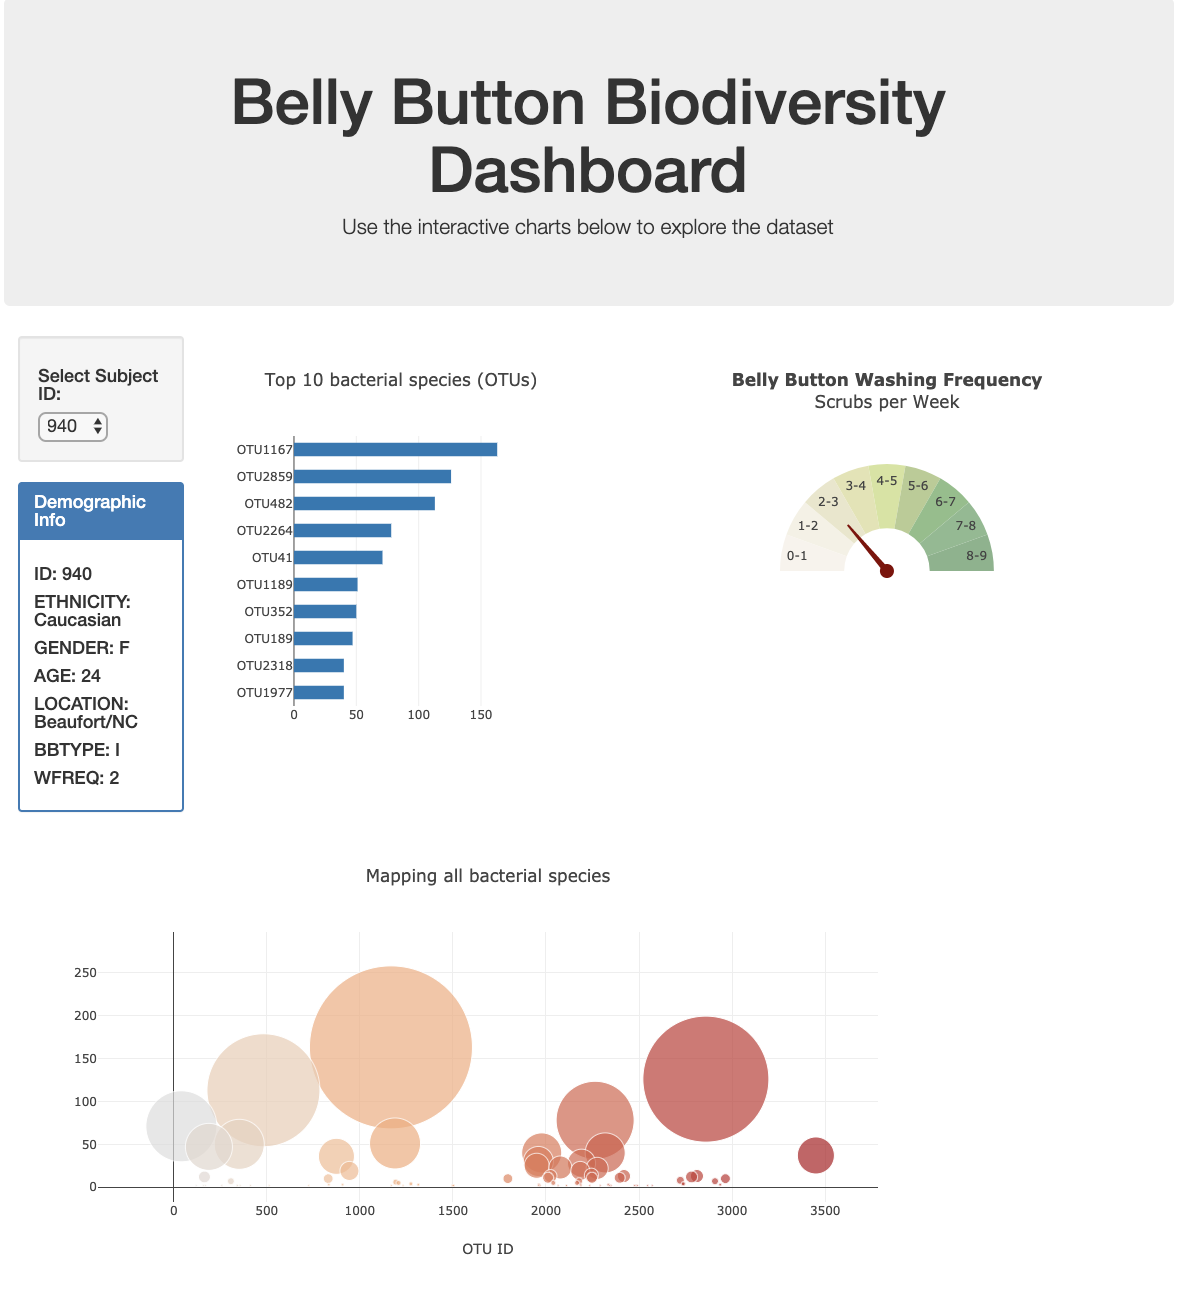 Belly Button Biodiversity
Dashboard
Use the interactive charts below to explore the dataset
Select Subject
ID:
940
Demographic
Info
ID: 940
ETHNICITY:
Caucasian
GENDER: F
AGE: 24
LOCATION:
Beaufort/NC
BBTYPE: I
WFREQ: 2
Top 10 bacterial species (OTUs)
OTU1167
OTU2859
OTU482
OTU2264
OTU41
OTU1189
OTU352
OTU189
OTU2318
OTU1977
0 50 100 150
Belly Button Washing Frequency
Scrubs per Week
0-1
1-2
2-3
3-4
4-5
5-6
6-7
7-8
8-9
Mapping all bacterial species
250
200
150
100
50
0
0 500 1000 1500 2000 2500 3000 3500
OTU ID